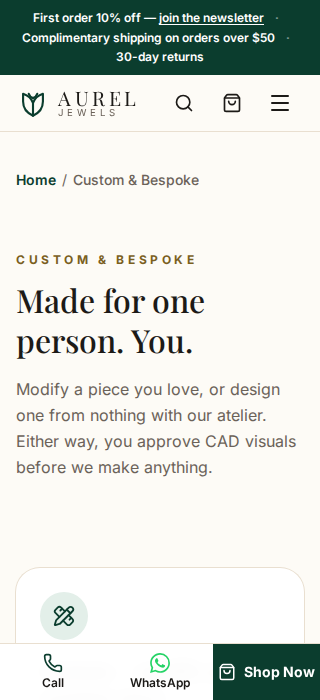 First order 10% off — join the newsletter ·
Complimentary shipping on orders over $50 ·
30-day returns
AUREL
JEWELS
Home / Custom & Bespoke
CUSTOM & BESPOKE
Made for one
person. You.
Modify a piece you love, or design
one from nothing with our atelier.
Either way, you approve CAD visuals
before we make anything.
Call
WhatsApp
Shop Now